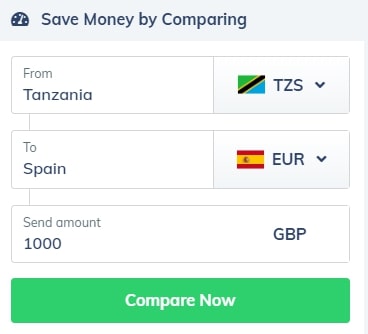 Save Money by Comparing
From
Tanzania
TZS
To
Spain
EUR
Send amount
1000
GBP
Compare Now